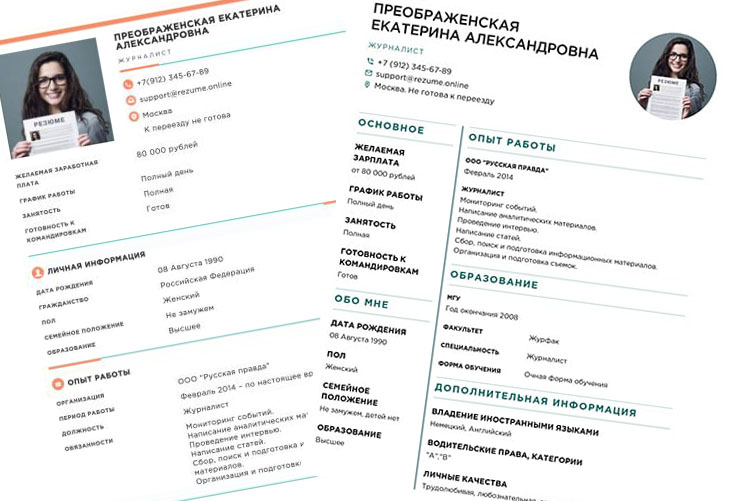 ПРЕОБРАЖЕНСКАЯ ЕКАТЕРИНА
АЛЕКСАНДРОВНА
ЖУРНАЛИСТ
+7(912) 345-67-89
support@rezume.online
Москва
К переезду не готова
РЕЗЮМЕ
ЖЕЛАЕМАЯ ЗАРАБОТНАЯ
ПЛАТА
80 000 рублей
ГРАФИК РАБОТЫ
Полный день
ЗАНЯТОСТЬ
Полная
ГОТОВНОСТЬ К
КОМАНДИРОВКАМ
Готов
ЛИЧНАЯ ИНФОРМАЦИЯ
ДАТА РОЖДЕНИЯ
08 Августа 1990
ГРАЖДАНСТВО
Российская Федерация
ПОЛ
Женский
СЕМЕЙНОЕ ПОЛОЖЕНИЕ
Не замужем
ОБРАЗОВАНИЕ
Высшее
ОПЫТ РАБОТЫ
ОРГАНИЗАЦИЯ
ООО "Русская правда"
ПЕРИОД РАБОТЫ
Февраль 2014 – по настоящее вр
ДОЛЖНОСТЬ
Журналист
ОБЯЗАННОСТИ
Мониторинг событий.
Написание аналитических ма
Проведение интервью.
Написание статей.
Сбор, поиск и подготовка и
материалов.
Организация и подготовк
ПРЕОБРАЖЕНСКАЯ
ЕКАТЕРИНА АЛЕКСАНДРОВНА
ЖУРНАЛИСТ
+7(912) 345-67-89
support@rezume.online
Москва. Не готова к переезду
РЕЗЮМЕ
ОСНОВНОЕ
ЖЕЛАЕМАЯ
ЗАРПЛАТА
от 80 000 рублей
ГРАФИК РАБОТЫ
Полный день
ЗАНЯТОСТЬ
Полная
ГОТОВНОСТЬ К
КОМАНДИРОВКАМ
Готов
ОБО МНЕ
ДАТА РОЖДЕНИЯ
08 Августа 1990
ПОЛ
Женский
СЕМЕЙНОЕ
ПОЛОЖЕНИЕ
Не замужем, детей нет
ОБРАЗОВАНИЕ
Высшее
ОПЫТ РАБОТЫ
ООО "РУССКАЯ ПРАВДА"
Февраль 2014
ЖУРНАЛИСТ
Мониторинг событий.
Написание аналитических материалов.
Проведение интервью.
Написание статей.
Сбор, поиск и подготовка информационных материалов.
Организация и подготовка съемок.
ОБРАЗОВАНИЕ
МГУ
Год окончания 2008
ФАКУЛЬТЕТ
Журфак
СПЕЦИАЛЬНОСТЬ
Журналист
ФОРМА ОБУЧЕНИЯ
Очная форма обучения
ДОПОЛНИТЕЛЬНАЯ ИНФОРМАЦИЯ
ВЛАДЕНИЕ ИНОСТРАННЫМИ ЯЗЫКАМИ
Немецкий, Английский
ВОДИТЕЛЬСКИЕ ПРАВА, КАТЕГОРИИ
"А","В"
ЛИЧНЫЕ КАЧЕСТВА
Трудолюбивая, любознательная,